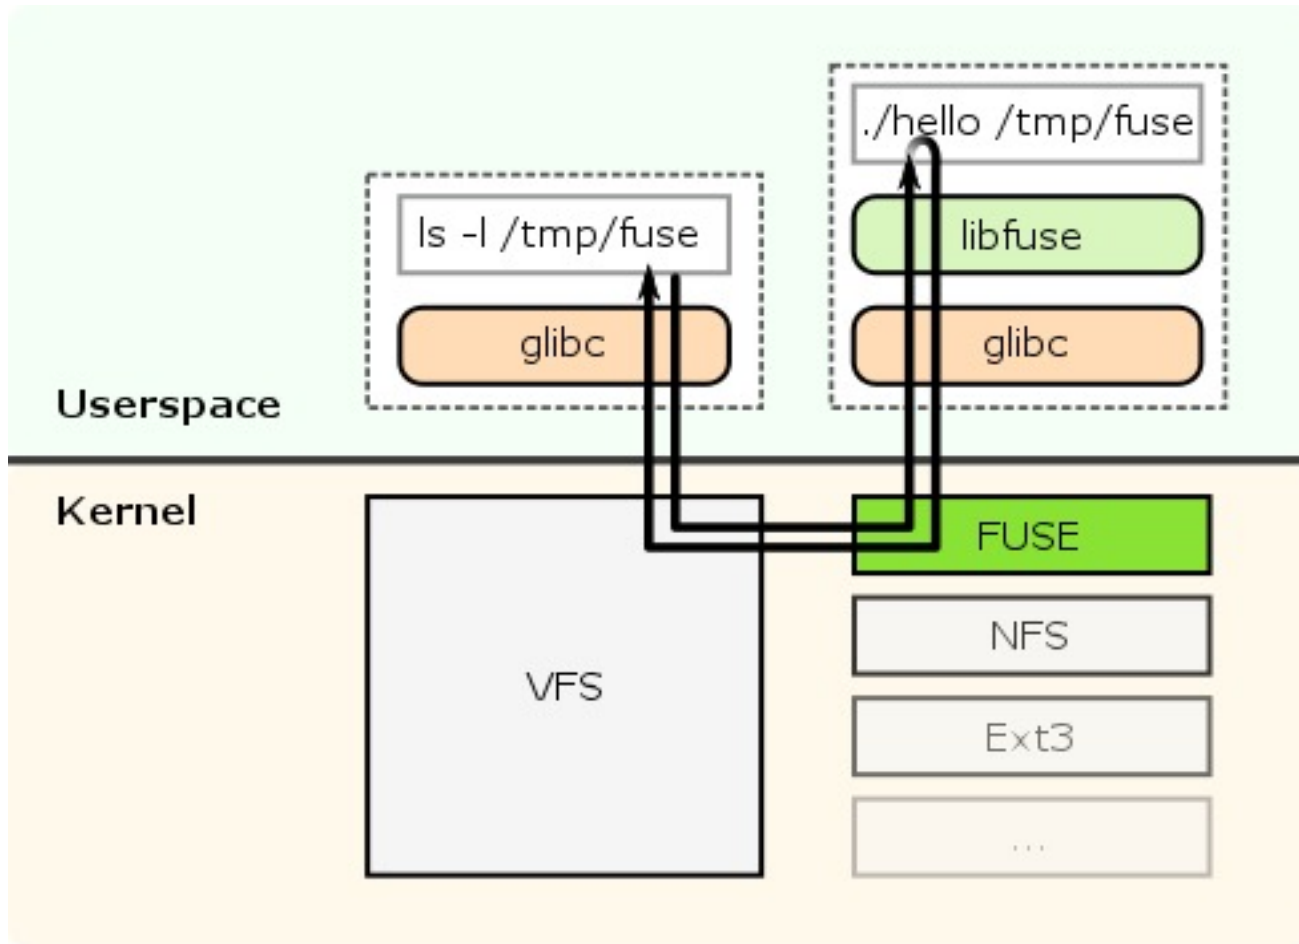 ./hello /tmp/fuse
ls -l /tmp/fuse
libfuse
glibc
glibc
Userspace
Kernel
FUSE
NFS
VFS
Ext3
...